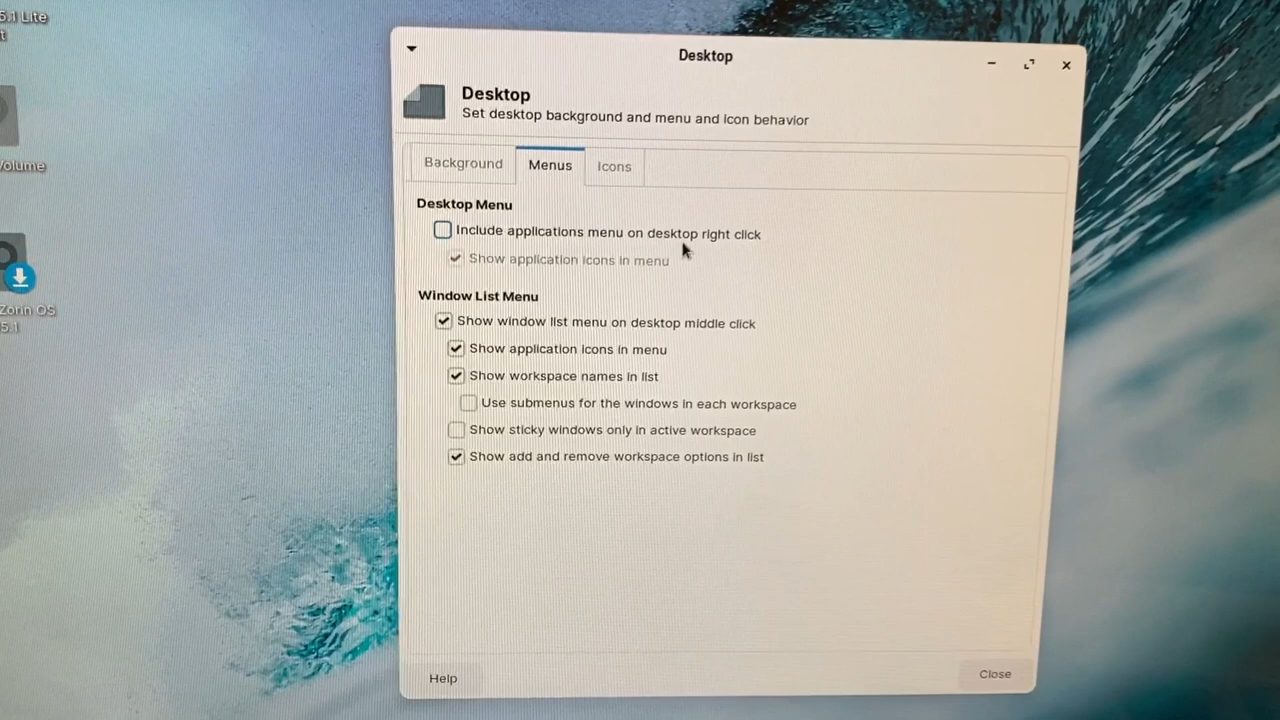 5.1 Lite
Desktop
Desktop
Set desktop background and menu and icon behavior
Background
Menus
Icons
Desktop Menu
Include applications menu on desktop right click
Show application icons in menu
Window List Menu
Show window list menu on desktop middle click
Show application icons in menu
Show workspace names in list
Use submenus for the windows in each workspace
Show sticky windows only in active workspace
Show add and remove workspace options in list
Help
Close
Zorin OS
5.1